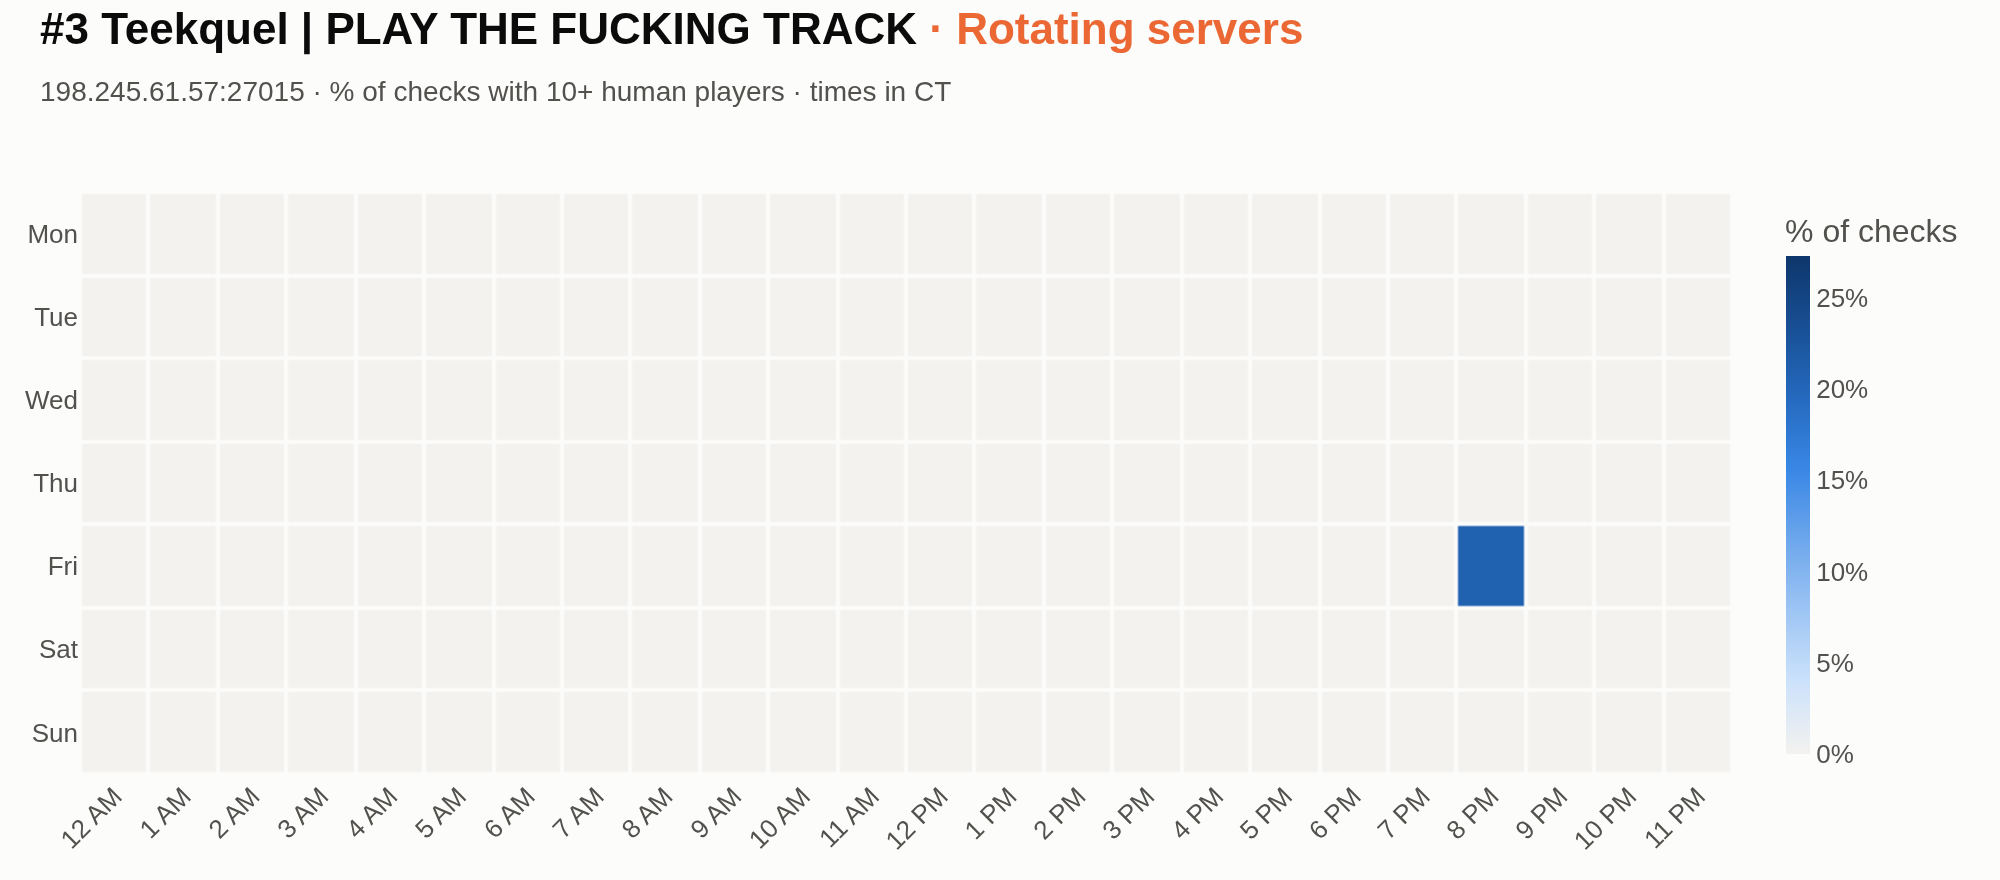 #3 Teekquel | PLAY THE FUCKING TRACK · Rotating servers
198.245.61.57:27015 · % of checks with 10+ human players · times in CT
% of checks
Mon
Tue
Wed
Thu
Fri
Sat
Sun
25%
20%
15%
10%
5%
0%
12 AM
1 AM
2 AM
3 AM
4 AM
5 AM
6 AM
7 AM
8 AM
9 AM
10 AM
11 AM
12 PM
1 PM
2 PM
3 PM
4 PM
5 PM
6 PM
7 PM
8 PM
9 PM
10 PM
11 PM